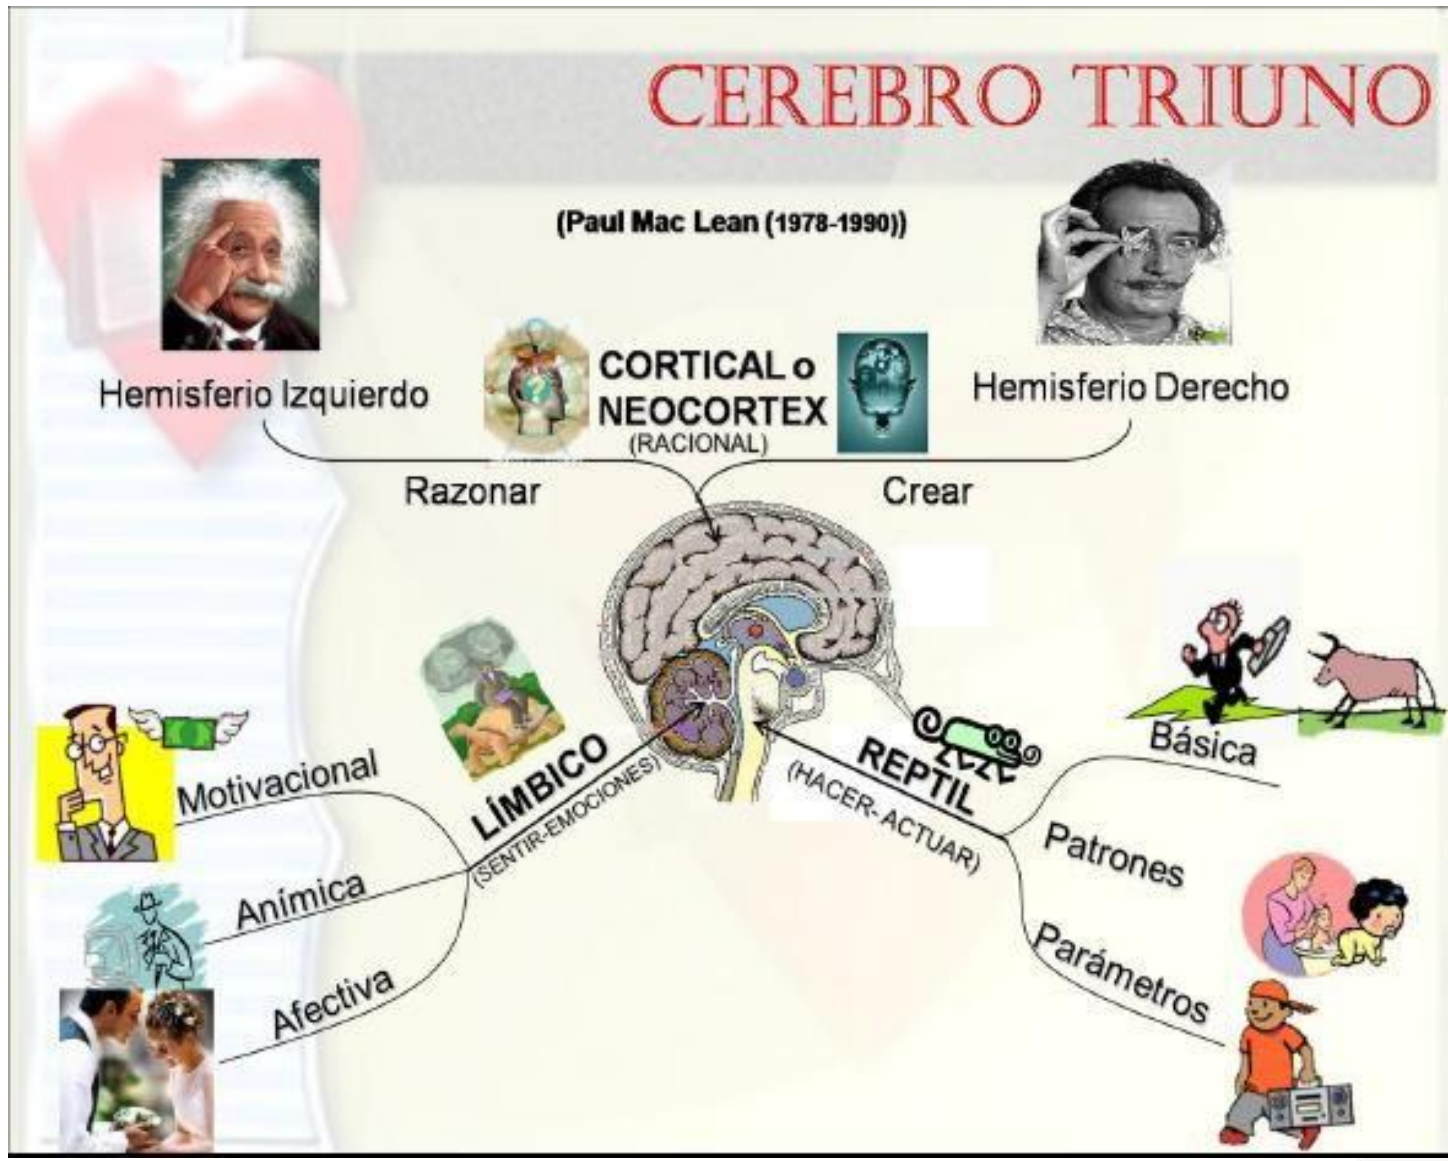 CEREBRO TRIUNO
(Paul Mac Lean (1978-1990))
Hemisferio Izquierdo
CORTICAL o
NEOCORTEX
(RACIONAL)
Hemisferio Derecho
Razonar
Crear
LÍMBICO
(SENTIR-EMOCIONES)
Motivacional
Anímica
Afectiva
REPTIL
(HACER- ACTUAR)
Básica
Patrones
Parámetros